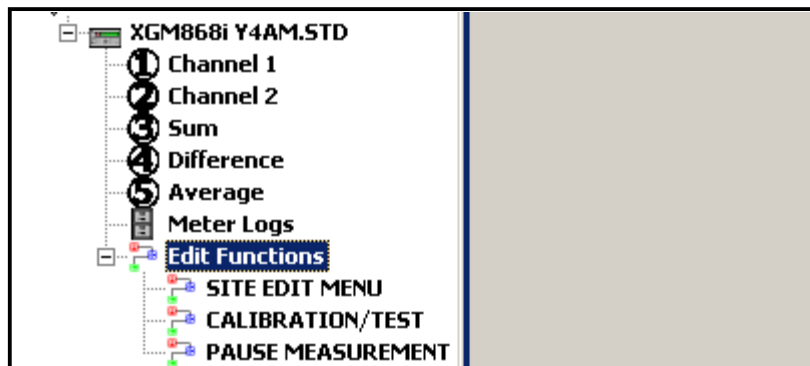 XGM868i Y4AM.STD
1 Channel 1
2 Channel 2
3 Sum
4 Difference
5 Average
Meter Logs
Edit Functions
SITE EDIT MENU
CALIBRATION/TEST
PAUSE MEASUREMENT